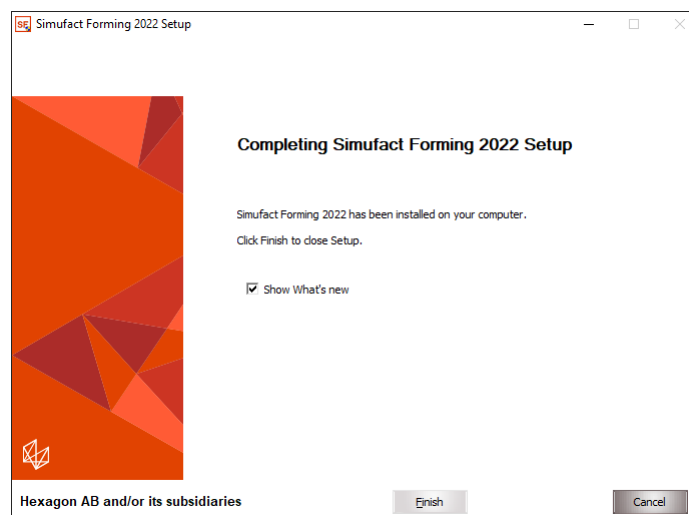 SF Simufact Forming 2022 Setup
Completing Simufact Forming 2022 Setup
Simufact Forming 2022 has been installed on your computer.
Click Finish to close Setup.
Show What's new
Hexagon AB and/or its subsidiaries
Finish
Cancel